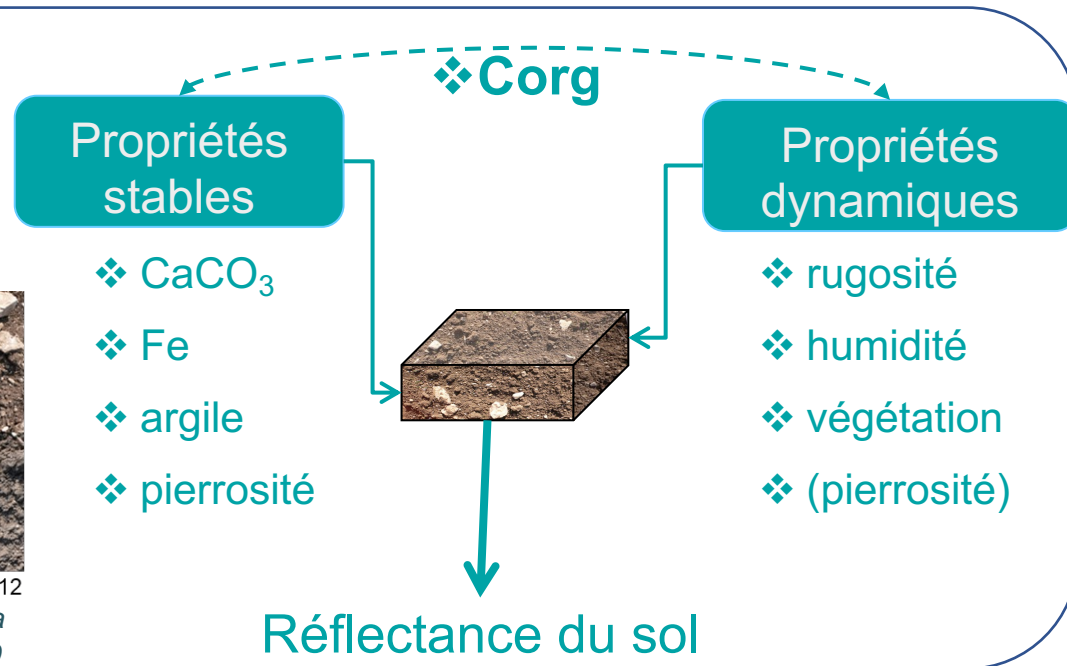 ❖Corg
Propriétés
stables
Propriétés
dynamiques
❖ CaCO₃
❖ Fe
❖ argile
❖ pierrosité
❖ rugosité
❖ humidité
❖ végétation
❖ (pierrosité)
12
a
Réflectance du sol